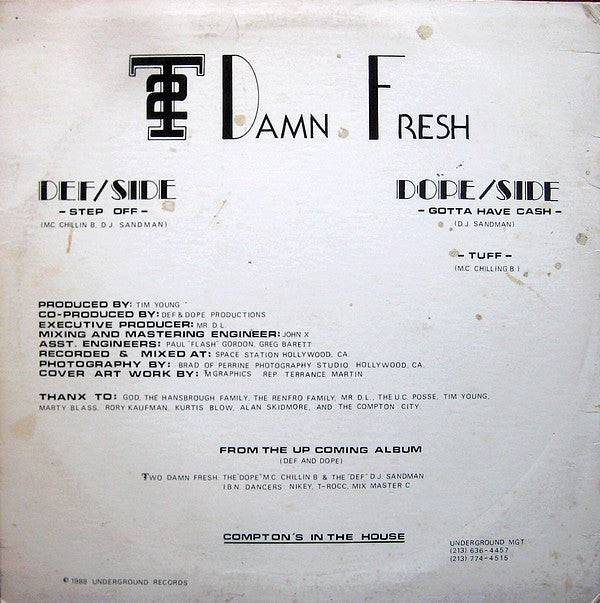 T2 DAMN FRESH
DEF/SIDE
- STEP OFF -
(M.C. CHILLIN B, D.J. SANDMAN)
DOPE/SIDE
- GOTTA HAVE CASH -
(D.J. SANDMAN)
- TUFF -
(M.C. CHILLING B.)
PRODUCED BY: TIM YOUNG
CO-PRODUCED BY: DEF & DOPE PRODUCTIONS
EXECUTIVE PRODUCER: MR. D.L.
MIXING AND MASTERING ENGINEER: JOHN X
ASST. ENGINEERS: PAUL "FLASH" GORDON, GREG BARETT
RECORDED & MIXED AT: SPACE STATION HOLLYWOOD, CA
PHOTOGRAPHY BY: BRAD OF PERRINE PHOTOGRAPHY STUDIO, HOLLYWOOD, CA.
COVER ART WORK BY: MGRAPHICS REP TERRANCE MARTIN
THANX TO: GOD, THE HANSBROUGH FAMILY, THE RENFRO FAMILY, MR. D.L., THE U.C. POSSE, TIM YOUNG,
MARTY BLASS, RORY KAUFMAN, KURTIS BLOW, ALAN SKIDMORE, AND THE COMPTON CITY.
FROM THE UP COMING ALBUM
(DEF AND DOPE)
TWO DAMN FRESH: THE "DOPE" M.C. CHILLIN B & THE "DEF" D.J. SANDMAN
I.B.N. DANCERS: NIKEY, T-ROCC, MIX MASTER C
COMPTON'S IN THE HOUSE
UNDERGROUND MGT.
(213) 636-4457
(213) 774-4515
© 1988 UNDERGROUND RECORDS